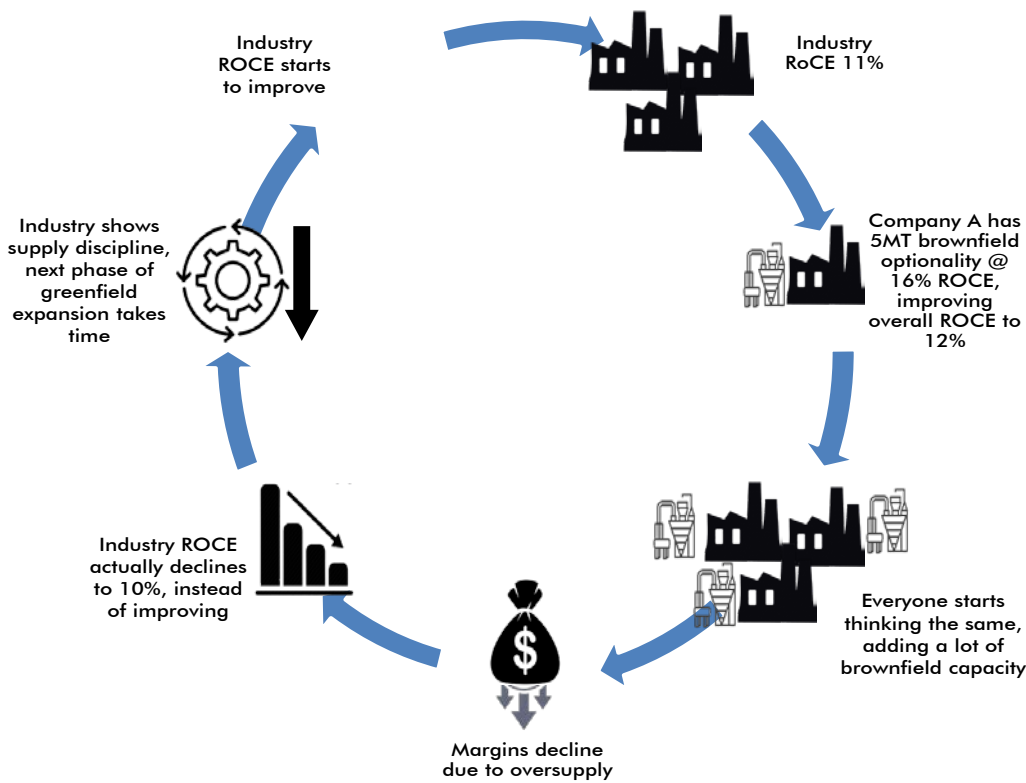 Industry
RoCE 11%
Company A has
5MT brownfield
optionality @
16% ROCE,
improving
overall ROCE to
12%
Everyone starts
thinking the same,
adding a lot of
brownfield capacity
$
Margins decline
due to oversupply
Industry ROCE
actually declines
to 10%, instead
of improving
Industry shows
supply discipline,
next phase of
greenfield
expansion takes
time
Industry
ROCE starts
to improve